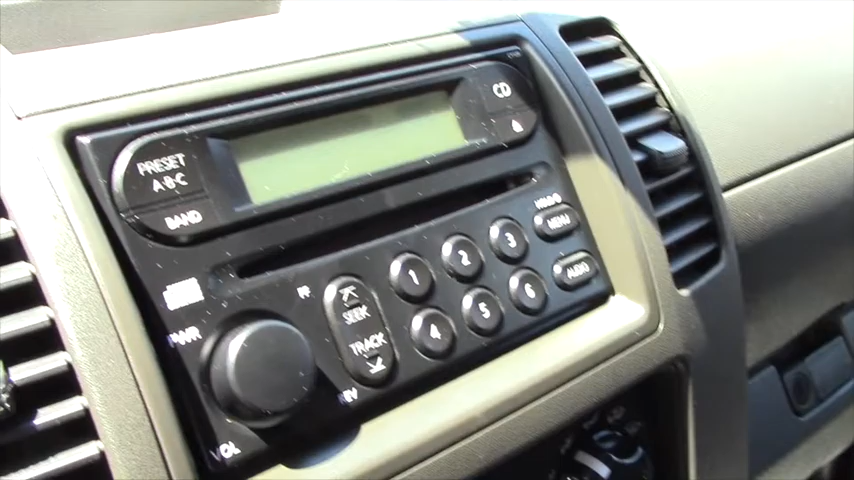 CD
PRESET
A·B·C
BAND
MENU
AUDIO
1 2 3
4 5 6
PWR
SEEK
TRACK
VOL